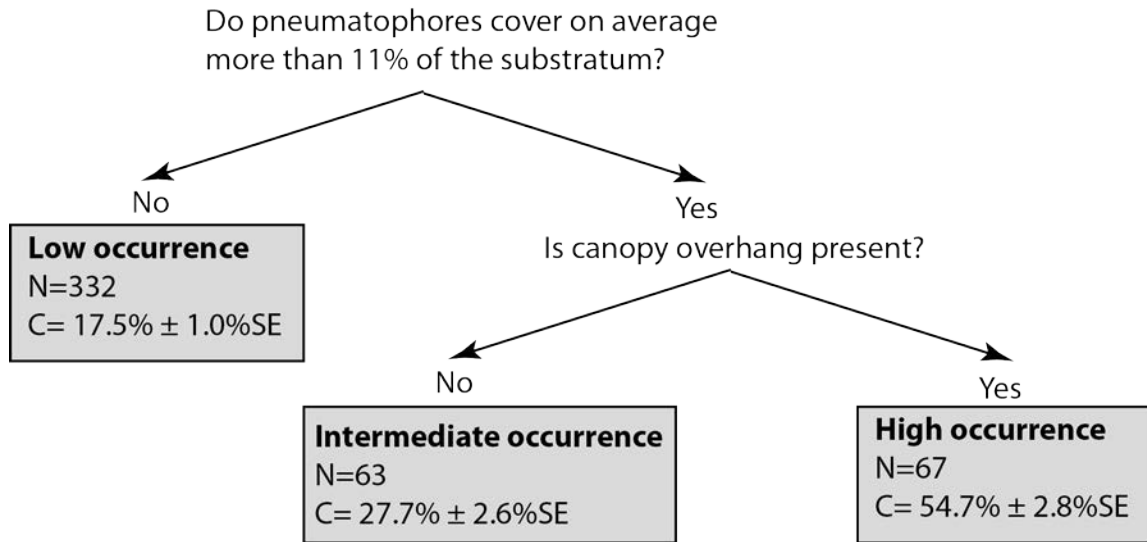 Do pneumatophores cover on average
more than 11% of the substratum?
No
Yes
Low occurrence
N=332
C= 17.5% ± 1.0%SE
Is canopy overhang present?
No
Yes
Intermediate occurrence
N=63
C= 27.7% ± 2.6%SE
High occurrence
N=67
C= 54.7% ± 2.8%SE